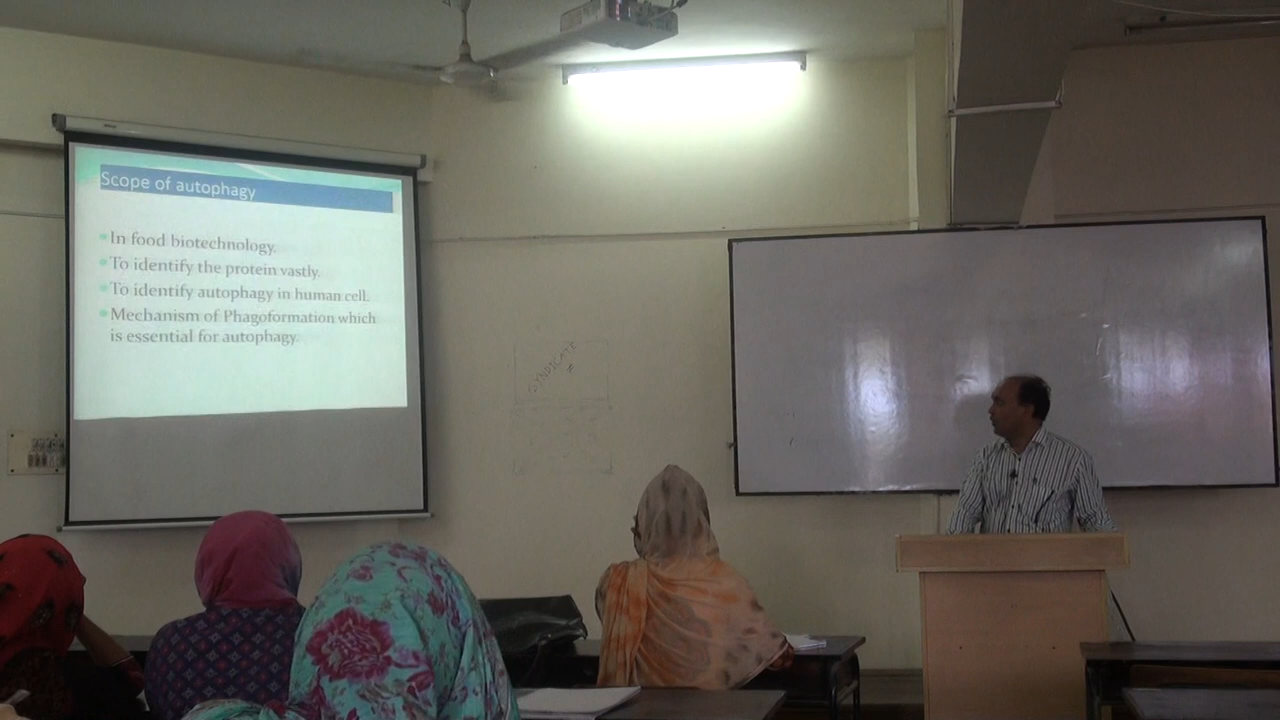 Scope of autophagy
In food biotechnology.
To identify the protein vastly.
To identify autophagy in human cell.
Mechanism of Phagoformation which
is essential for autophagy.
SYNDICATE